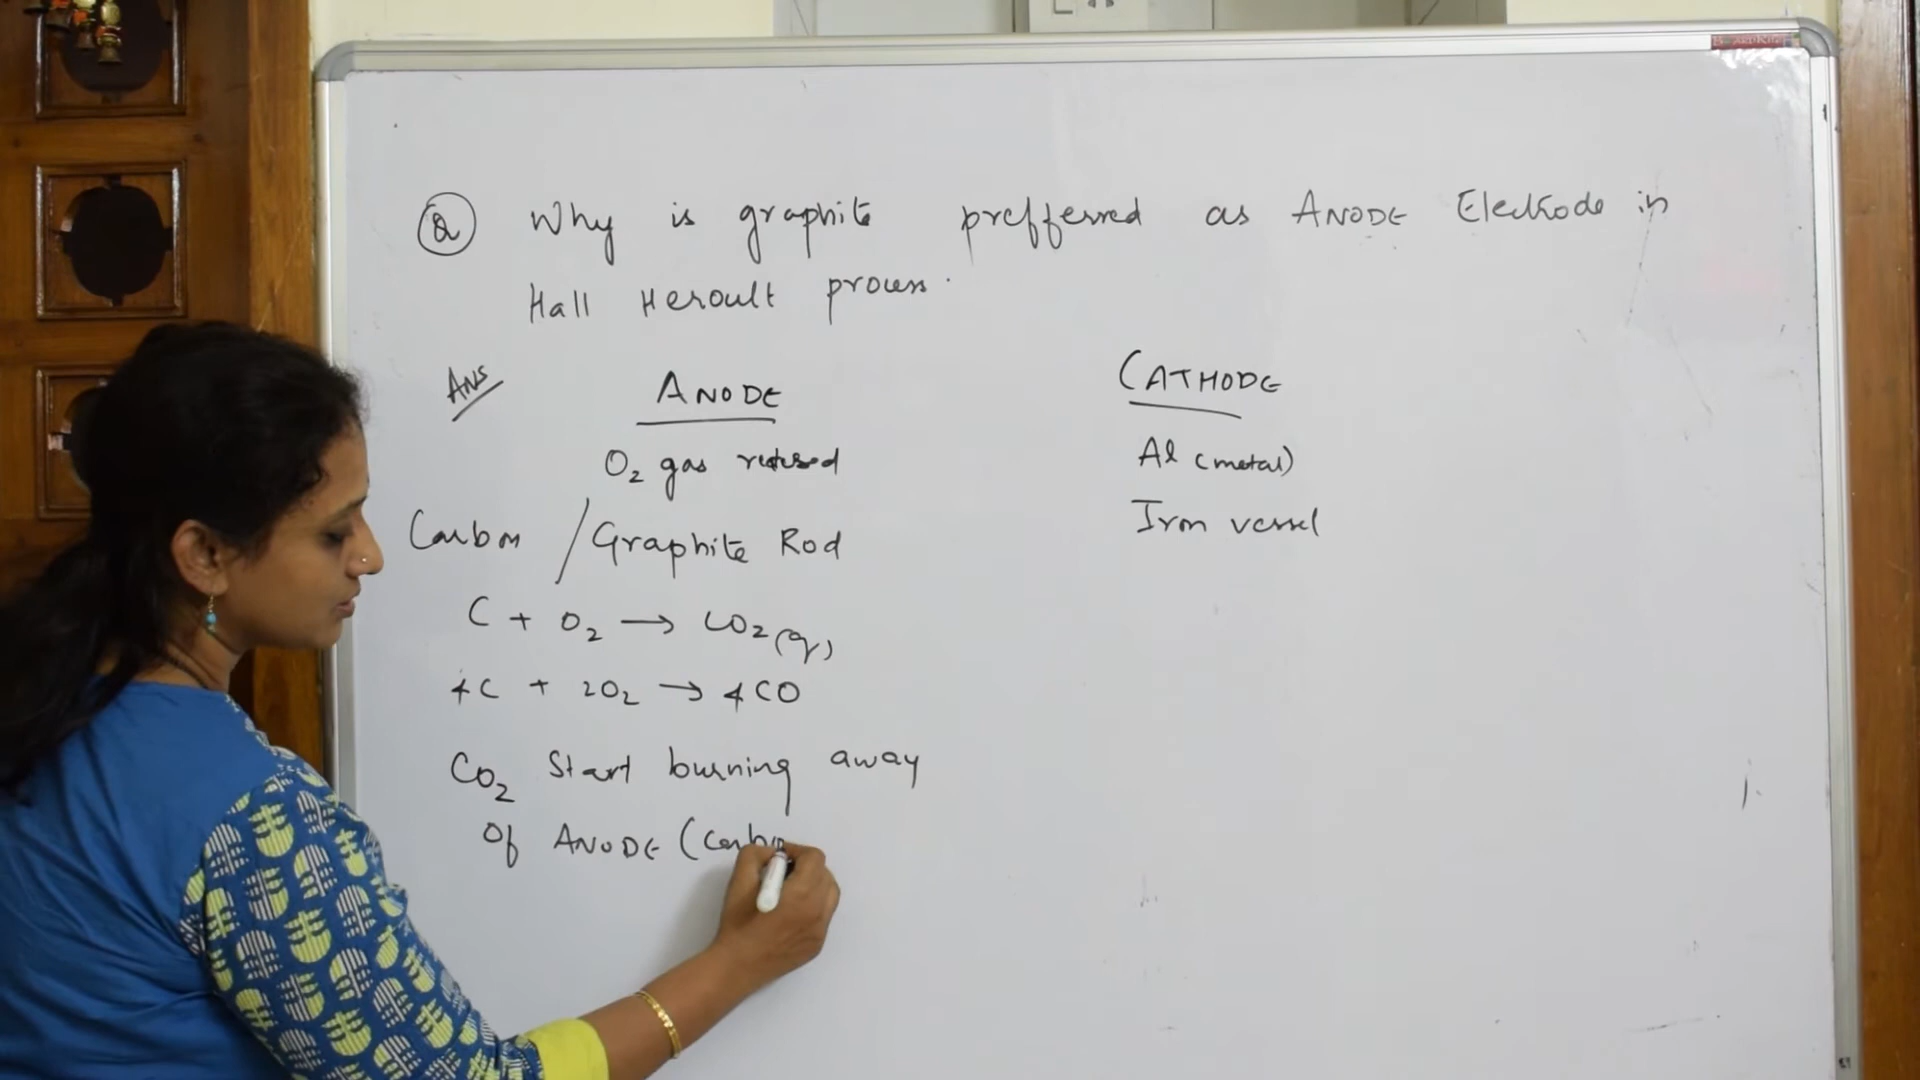 Q Why is graphite prefferred as ANODE Electrode in
Hall Heroult process.
Ans
ANODE
O2 gas released
Carbon / Graphite Rod
C + O2 → CO2(g)
4C + 2O2 → 4CO
CO2 Start burning away
Of ANODE (Carbo
CATHODE
Al (metal)
Iron vessel